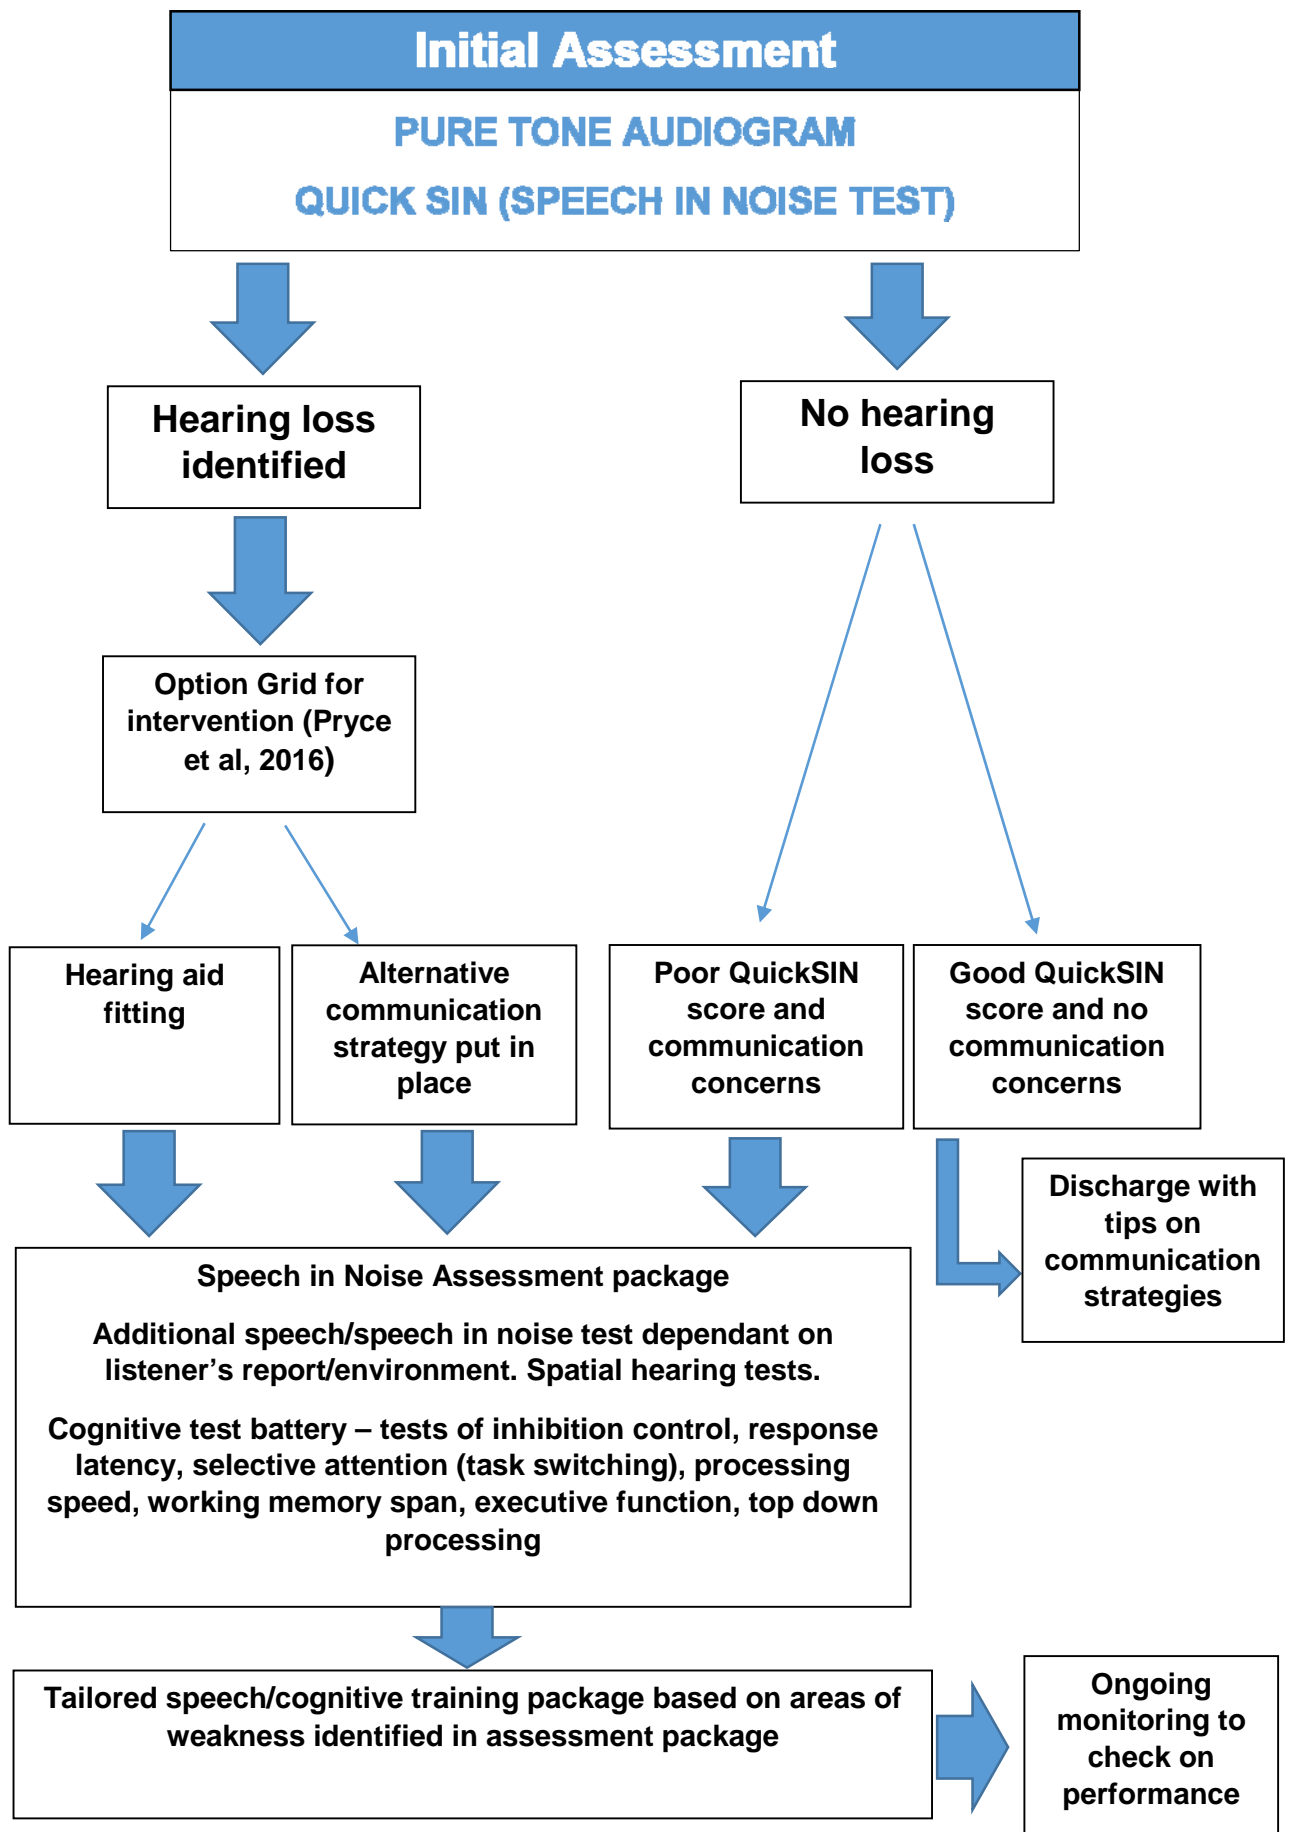 Initial Assessment
PURE TONE AUDIOGRAM
QUICK SIN (SPEECH IN NOISE TEST)
Hearing loss
identified
No hearing
loss
Option Grid for
intervention (Pryce
et al, 2016)
Hearing aid
fitting
Alternative
communication
strategy put in
place
Poor QuickSIN
score and
communication
concerns
Good QuickSIN
score and no
communication
concerns
Discharge with
tips on
communication
strategies
Speech in Noise Assessment package
Additional speech/speech in noise test dependant on
listener’s report/environment. Spatial hearing tests.
Cognitive test battery – tests of inhibition control, response
latency, selective attention (task switching), processing
speed, working memory span, executive function, top down
processing
Tailored speech/cognitive training package based on areas of
weakness identified in assessment package
Ongoing
monitoring to
check on
performance